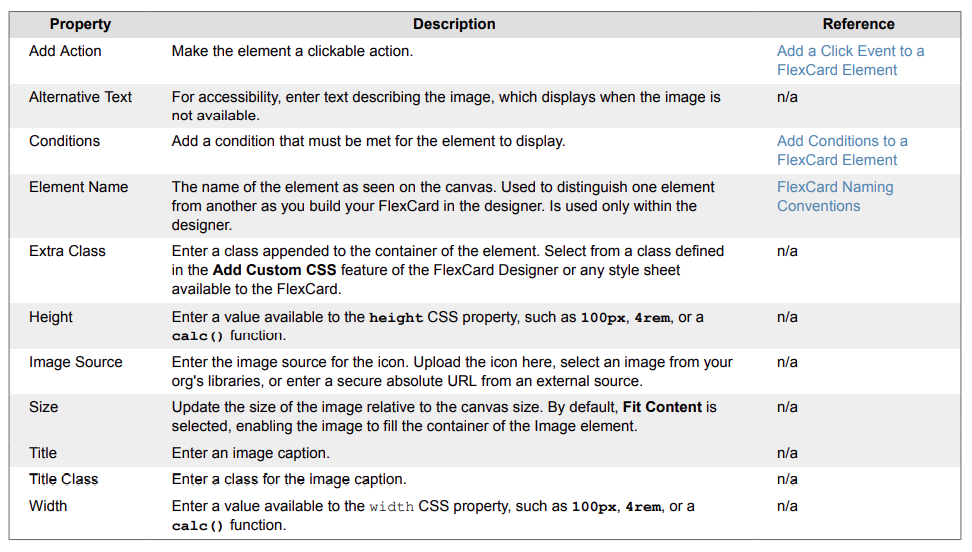 Property Description Reference
Add Action Make the element a clickable action. Add a Click Event to a
FlexCard Element
Alternative Text For accessibility, enter text describing the image, which displays when the image is n/a
not available.
Conditions Add a condition that must be met for the element to display. Add Conditions to a
FlexCard Element
Element Name The name of the element as seen on the canvas. Used to distinguish one element FlexCard Naming
from another as you build your FlexCard in the designer. Is used only within the Conventions
designer.
Extra Class Enter a class appended to the container of the element. Select from a class defined n/a
in the Add Custom CSS feature of the FlexCard Designer or any style sheet
available to the FlexCard.
Height Enter a value available to the height CSS property, such as 100px, 4rem, or a n/a
calc() function.
Image Source Enter the image source for the icon. Upload the icon here, select an image from your n/a
org's libraries, or enter a secure absolute URL from an external source.
Size Update the size of the image relative to the canvas size. By default, Fit Content is n/a
selected, enabling the image to fill the container of the Image element.
Title Enter an image caption. n/a
Title Class Enter a class for the Image caption. n/a
Width Enter a value available to the width CSS property, such as 100px, 4rem, or a n/a
calc() function.